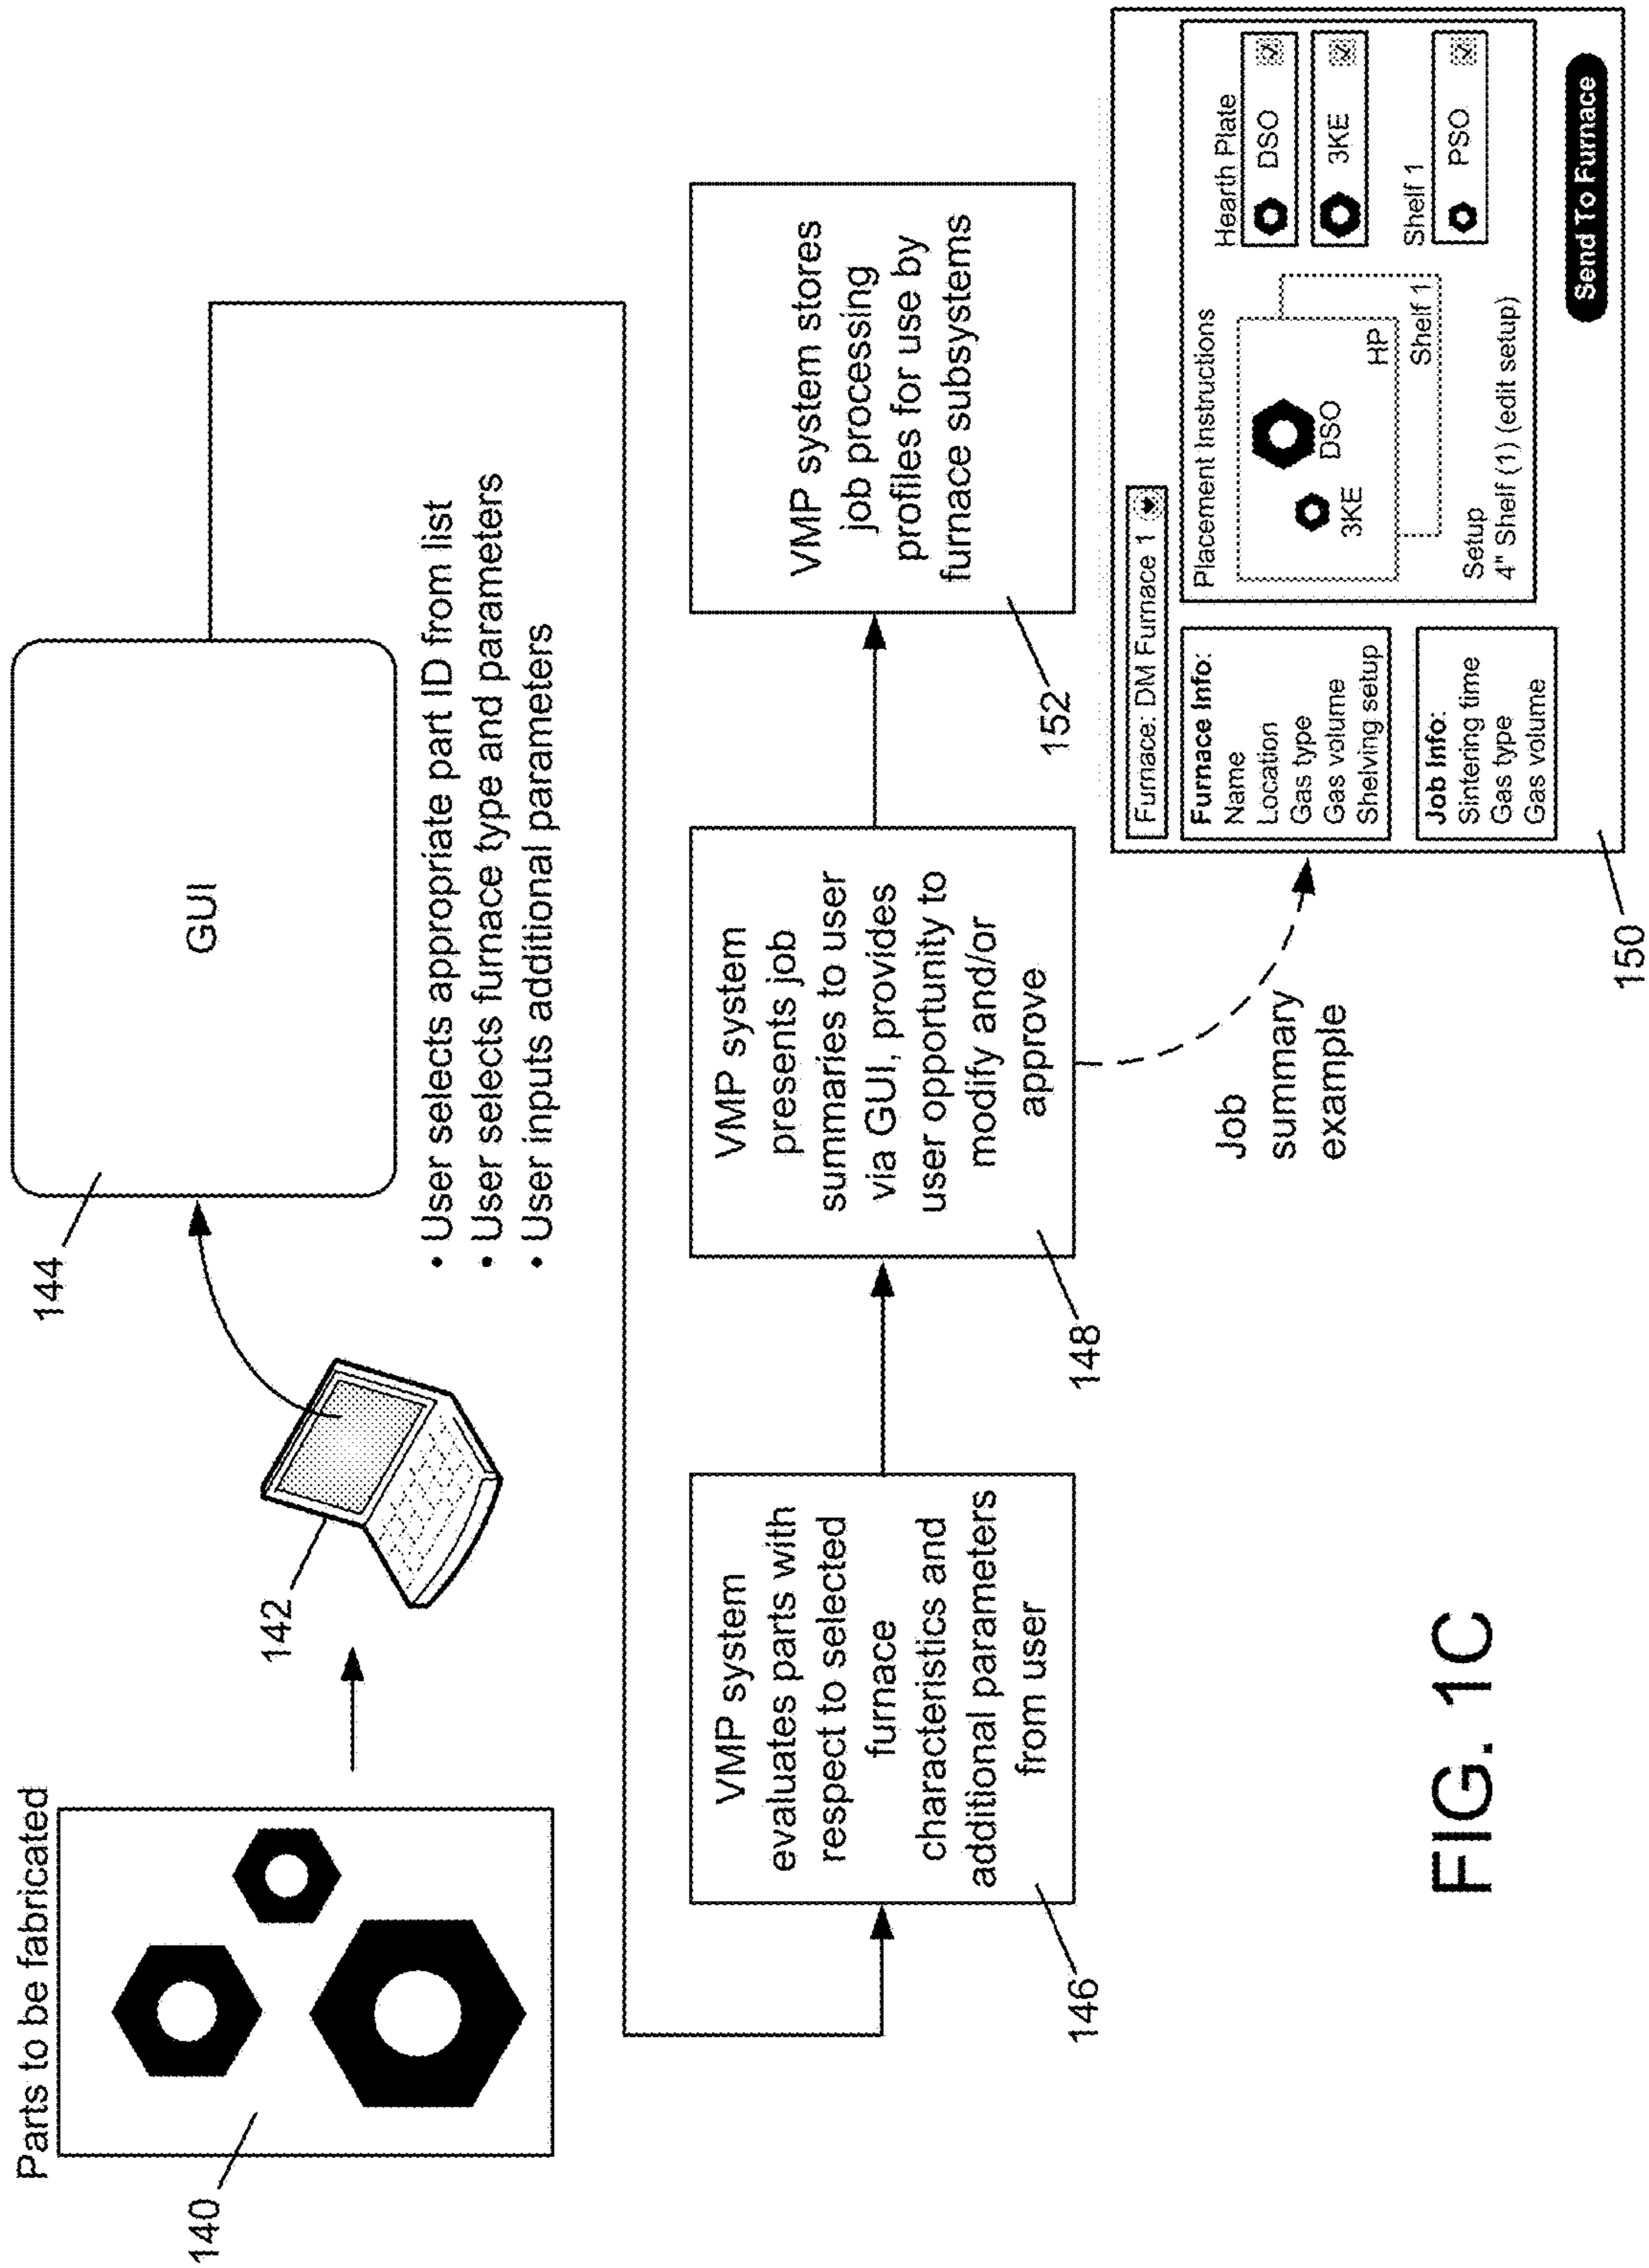 Parts to be fabricated
140
142
144
GUI
• User selects appropriate part ID from list
• User selects furnace type and parameters
• User inputs additional parameters
VMP system
evaluates parts with
respect to selected
furnace
characteristics and
additional parameters
from user
146
VMP system
presents job
summaries to user
via GUI, provides
user opportunity to
modify and/or
approve
148
VMP system stores
job processing
profiles for use by
furnace subsystems
152
Job
summary
example
Furnace: DM Furnace 1
Furnace Info:
Name
Location
Gas type
Gas volume
Shelving setup
Job Info:
Sintering time
Gas type
Gas volume
Placement Instructions
3KE
DSO
HP
Shelf 1
Setup
4" Shelf (1) (edit setup)
Hearth Plate
DSO
3KE
Shelf 1
PSO
Send To Furnace
150
FIG. 1C